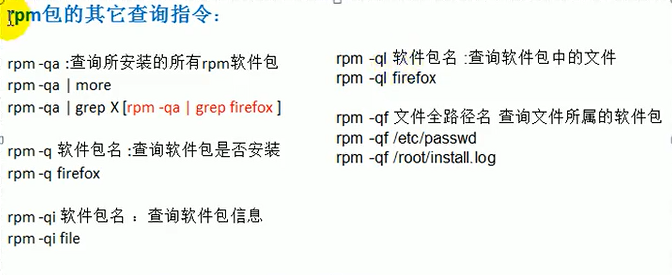 rpm包的其它查询指令：
rpm -qa :查询所安装的所有rpm软件包
rpm -qa | more
rpm -qa | grep X [rpm -qa | grep firefox ]
rpm -q 软件包名 :查询软件包是否安装
rpm -q firefox
rpm -qi 软件包名 ：查询软件包信息
rpm -qi file
rpm -ql 软件包名 :查询软件包中的文件
rpm -ql firefox
rpm -qf 文件全路径名 查询文件所属的软件包
rpm -qf /etc/passwd
rpm -qf /root/install.log